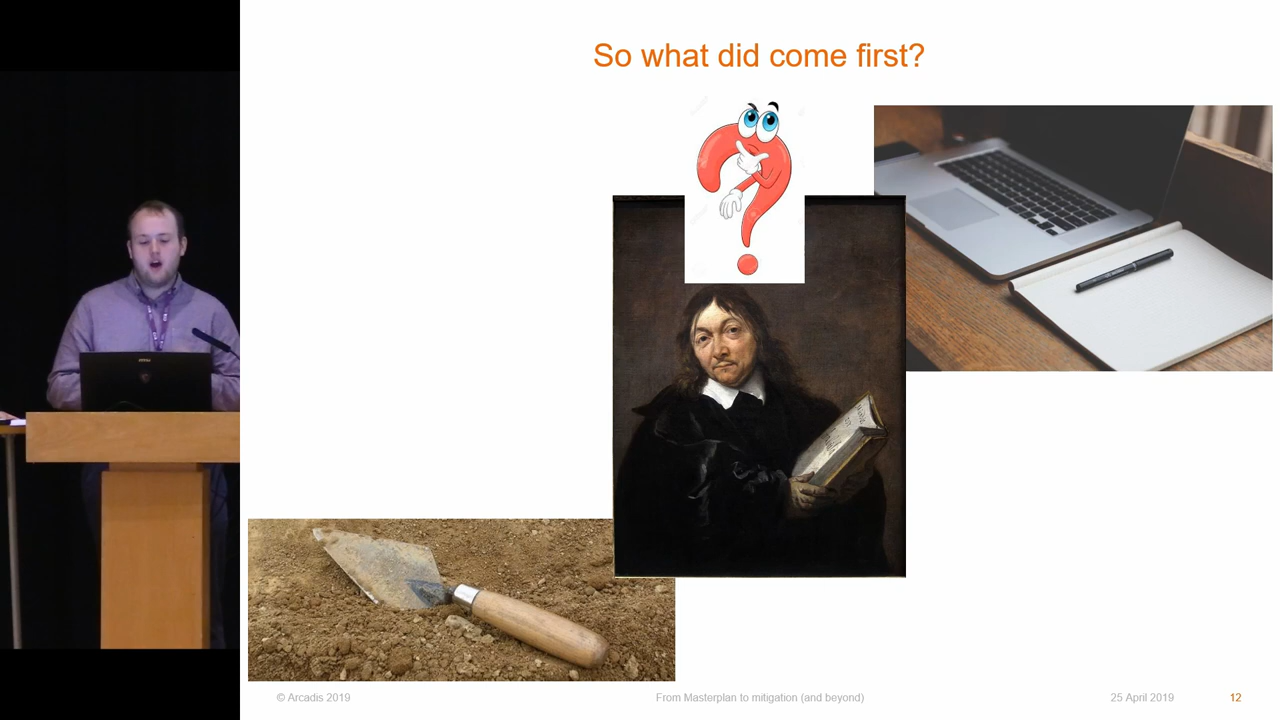 So what did come first?
© Arcadis 2019
From Masterplan to mitigation (and beyond)
25 April 2019
12